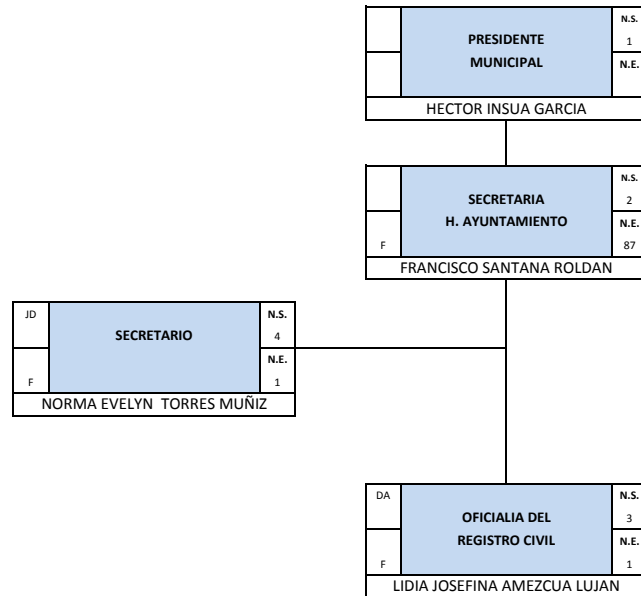 N.S.
PRESIDENTE
1
MUNICIPAL
N.E.
HECTOR INSUA GARCIA
N.S.
SECRETARIA
2
H. AYUNTAMIENTO
N.E.
F
87
FRANCISCO SANTANA ROLDAN
JD
N.S.
SECRETARIO
4
N.E.
F
1
NORMA EVELYN  TORRES MUÑIZ
DA
N.S.
OFICIALIA DEL
3
REGISTRO CIVIL
N.E.
F
1
LIDIA JOSEFINA AMEZCUA LUJAN